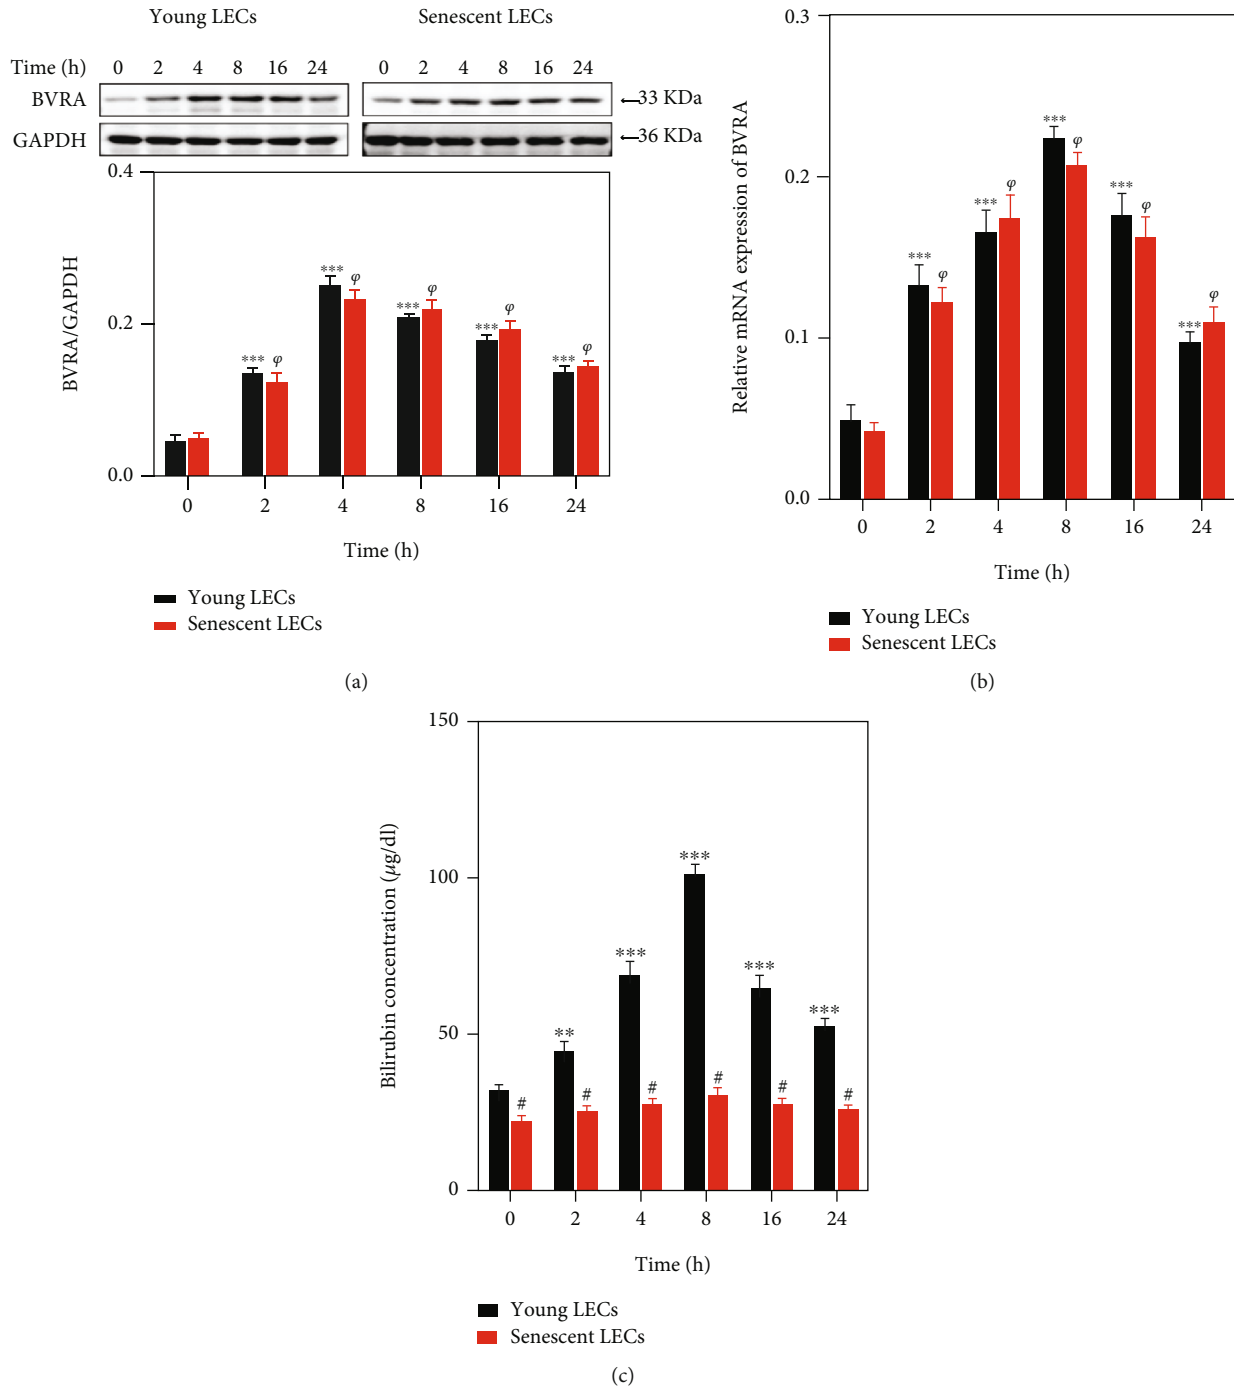 Young LECs
Senescent LECs
Time (h) 0 2 4 8 16 24 0 2 4 8 16 24
BVRA ←33 KDa
GAPDH ←36 KDa
BVRA/GAPDH
0.4
0.2
0.0
*** φ *** φ *** φ *** φ *** φ
0 2 4 8 16 24
Time (h)
Young LECs
Senescent LECs
(a)
Relative mRNA expression of BVRA
0.3
0.2
0.1
0.0
*** φ *** φ *** φ *** φ *** φ
0 2 4 8 16 24
Time (h)
Young LECs
Senescent LECs
(b)
Bilirubin concentration (μg/dl)
150
100
50
0
# ** # *** # *** # *** # *** #
0 2 4 8 16 24
Time (h)
Young LECs
Senescent LECs
(c)